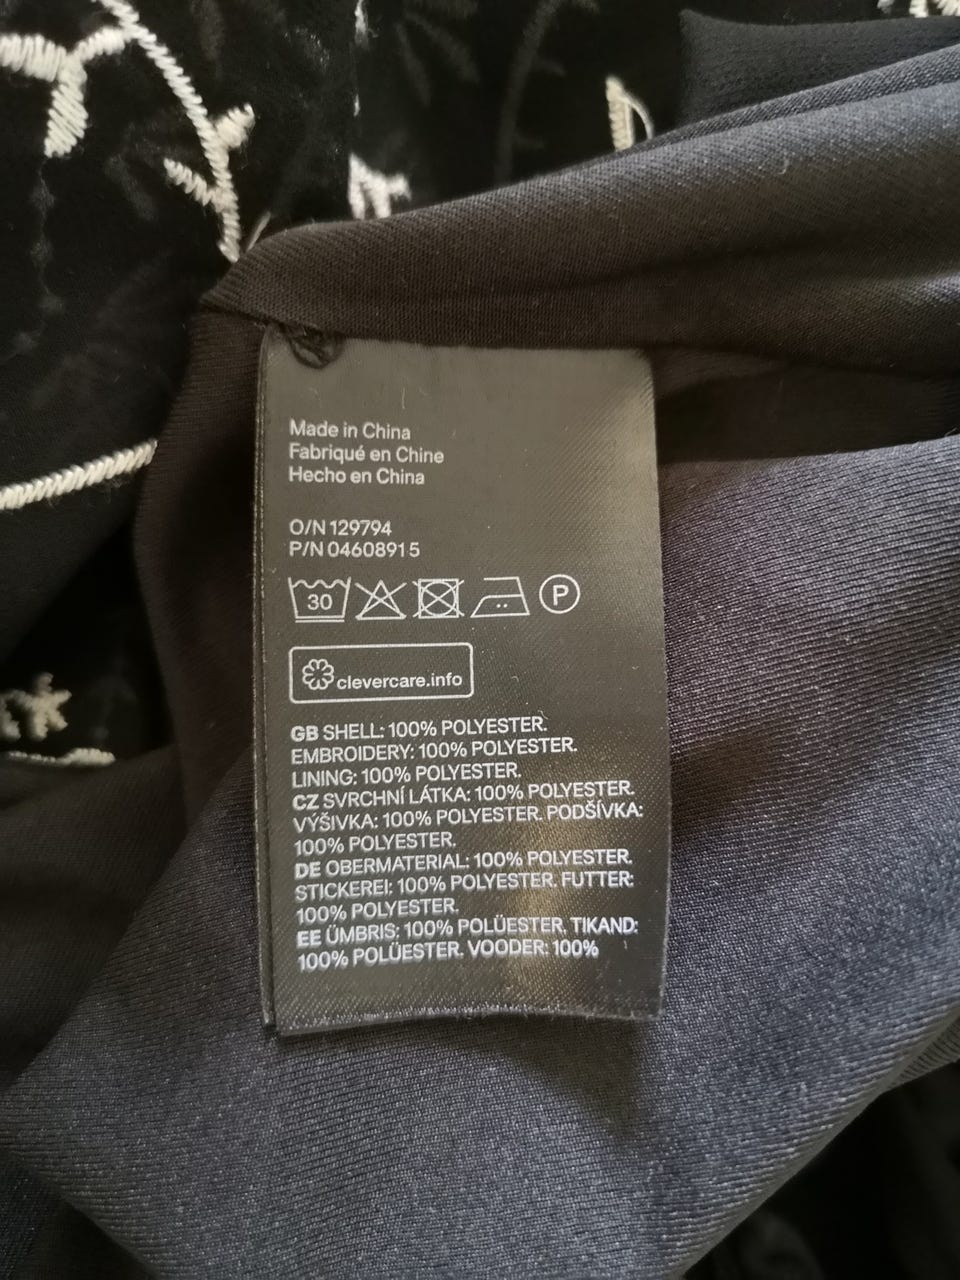 Made in China
Fabriqué en Chine
Hecho en China
O/N 129794
P/N 04608915
30 P
clevercare.info
GB SHELL: 100% POLYESTER.
EMBROIDERY: 100% POLYESTER.
LINING: 100% POLYESTER.
CZ SVRCHNÍ LÁTKA: 100% POLYESTER.
VÝŠIVKA: 100% POLYESTER. PODŠÍVKA:
100% POLYESTER.
DE OBERMATERIAL: 100% POLYESTER.
STICKEREI: 100% POLYESTER. FUTTER:
100% POLYESTER.
EE ÜMBRIS: 100% POLÜESTER. TIKAND:
100% POLÜESTER. VOODER: 100%